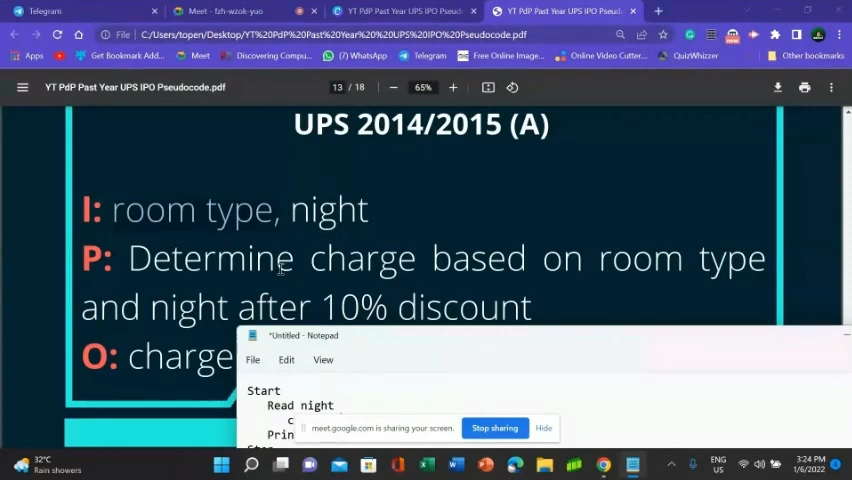 Telegram
Meet - fzh-wzok-yuo
YT PdP Past Year UPS IPO Pseudoc
YT PdP Past Year UPS IPO Pseudoc
File
C:/Users/topen/Desktop/YT%20PdP%20Past%20Year%20%20UPS%20IPO%20Pseudocode.pdf
Apps
Get Bookmark Add...
Meet
Discovering Compu...
(7) WhatsApp
Telegram
Free Online Image...
Online Video Cutter...
QuizWhizzer
Other bookmarks
YT PdP Past Year UPS IPO Pseudocode.pdf
13 / 18
65%
UPS 2014/2015 (A)
I: room type, night
P: Determine charge based on room type
and night after 10% discount
O: charge
*Untitled - Notepad
File Edit View
Start
Read night
c
Prin
Stop
meet.google.com is sharing your screen.
Stop sharing
Hide
32°C
Rain showers
ENG
US
3:24 PM
1/6/2022